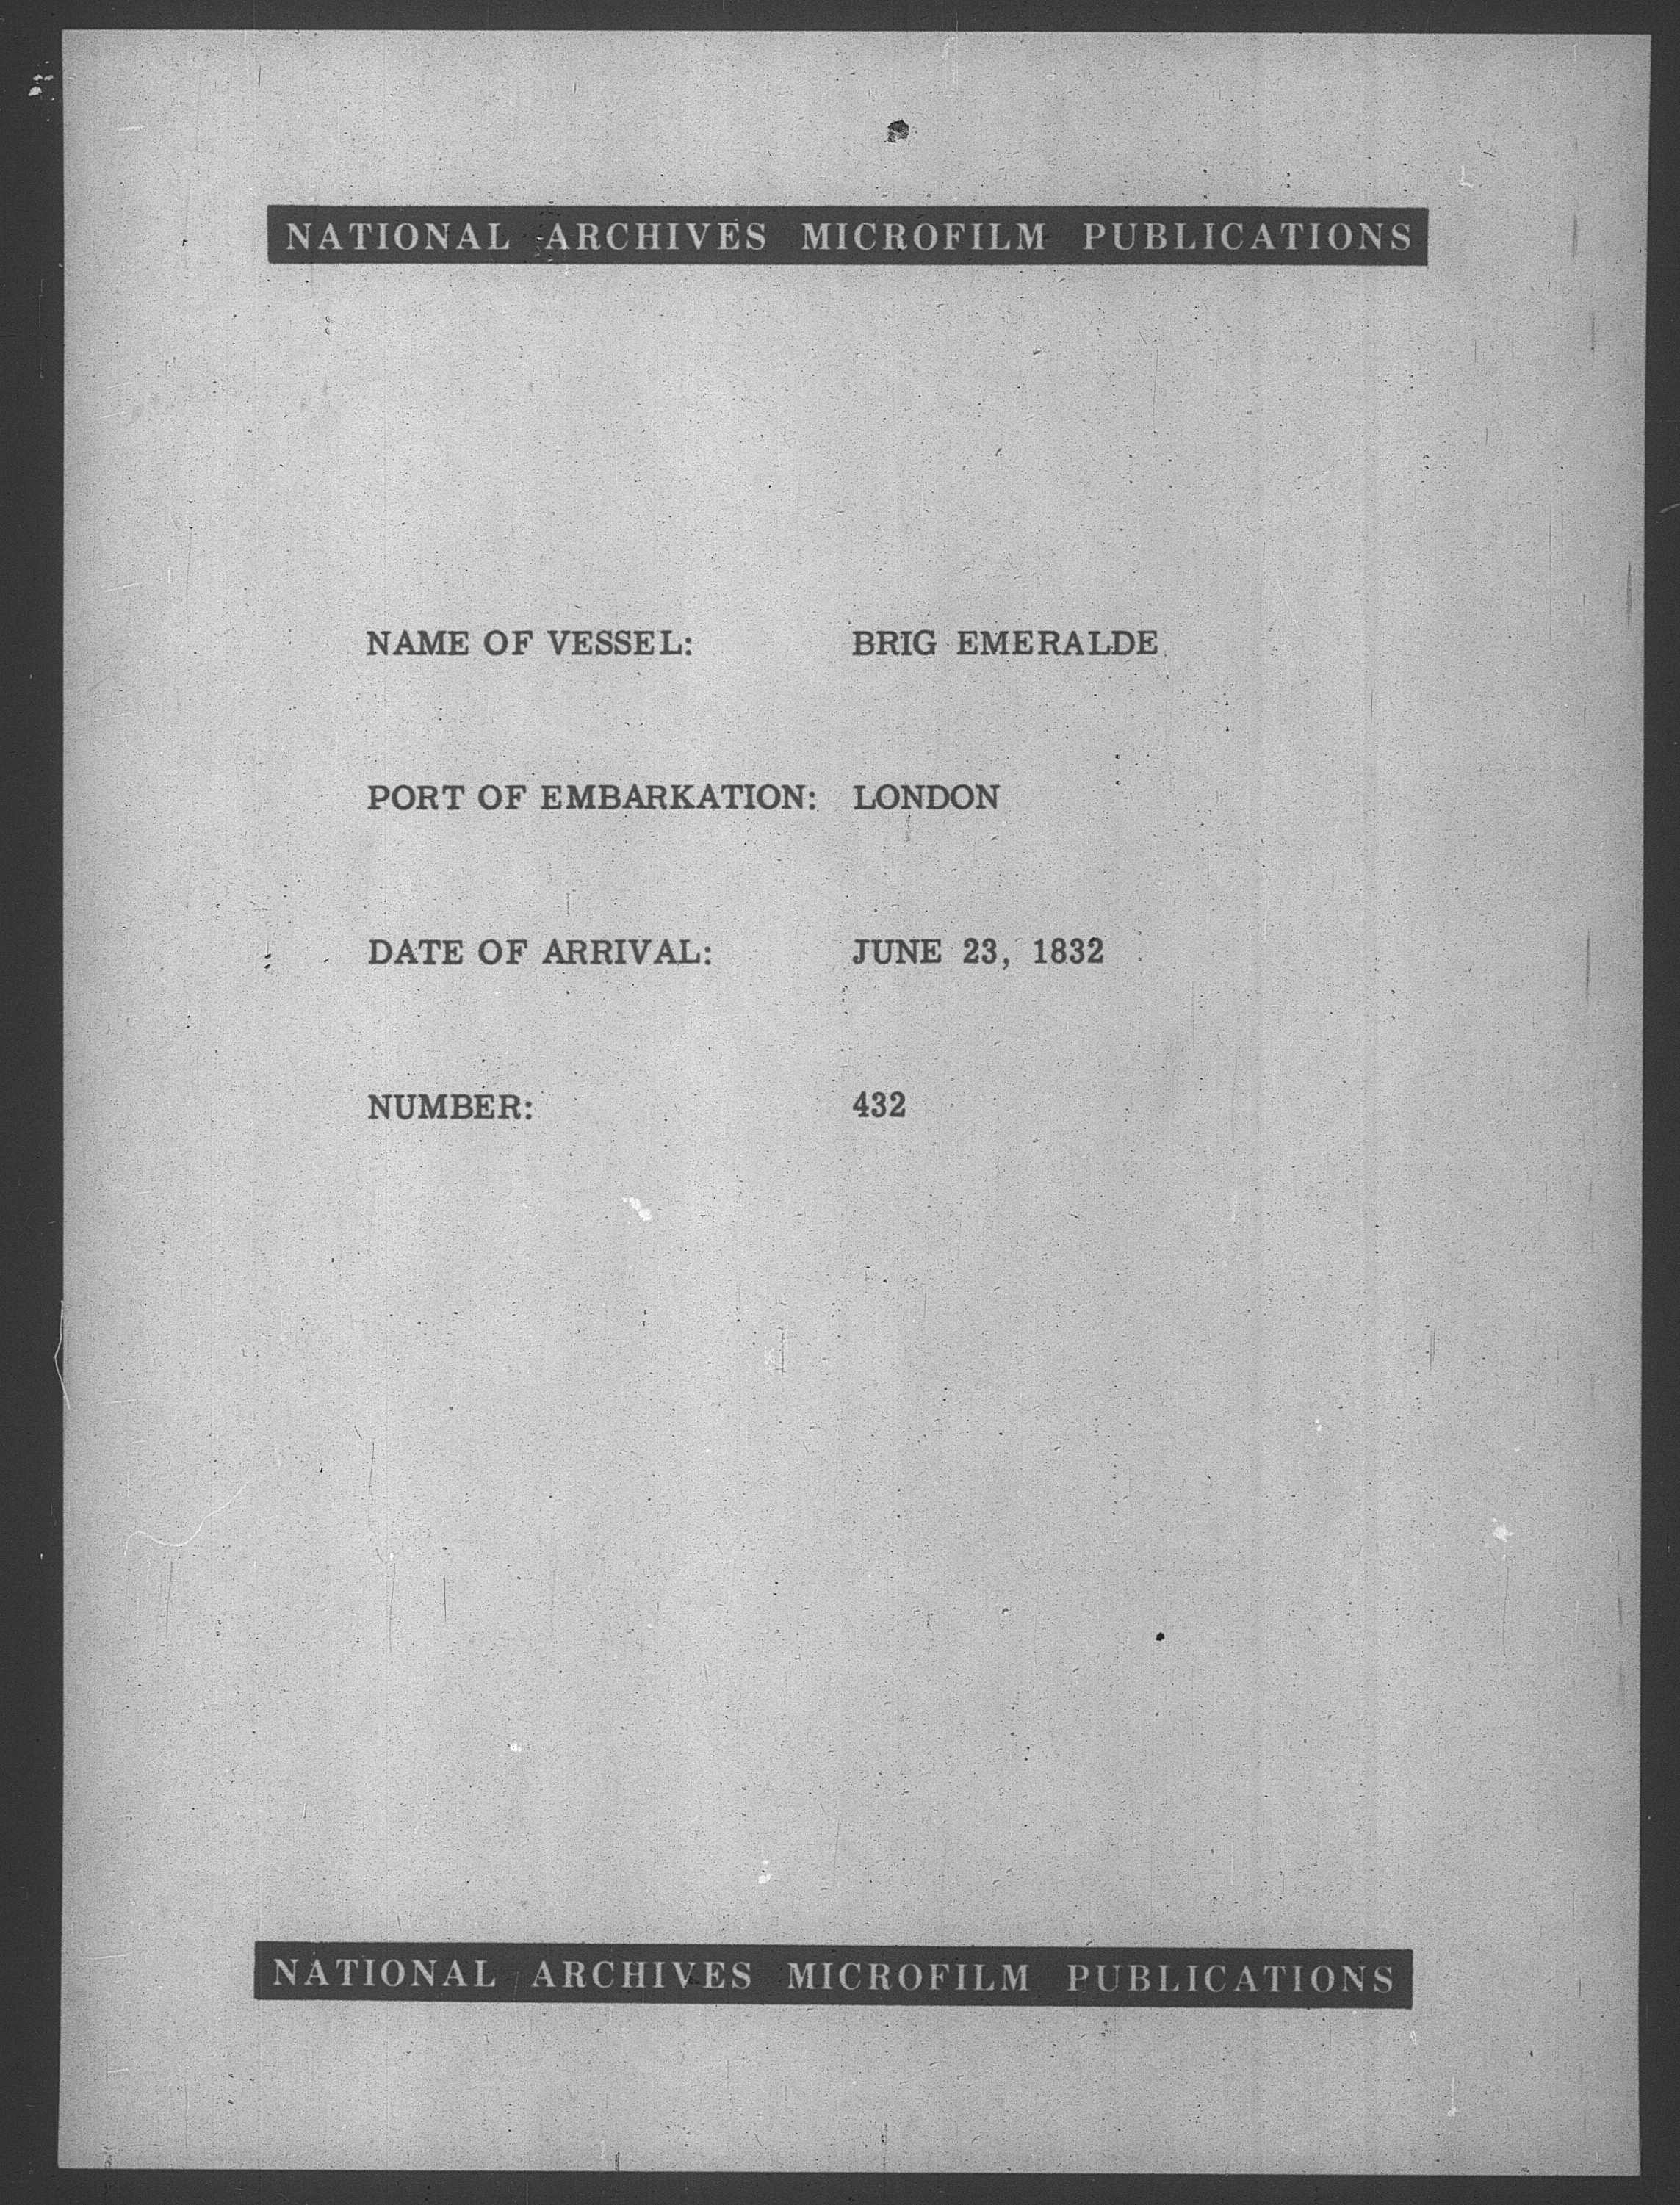 NATIONAL ARCHIVES MICROFILM PUBLICATIONS
NAME OF VESSEL: BRIG EMERALDE
PORT OF EMBARKATION: LONDON
DATE OF ARRIVAL: JUNE 23, 1832
NUMBER: 432
NATIONAL ARCHIVES MICROFILM PUBLICATIONS